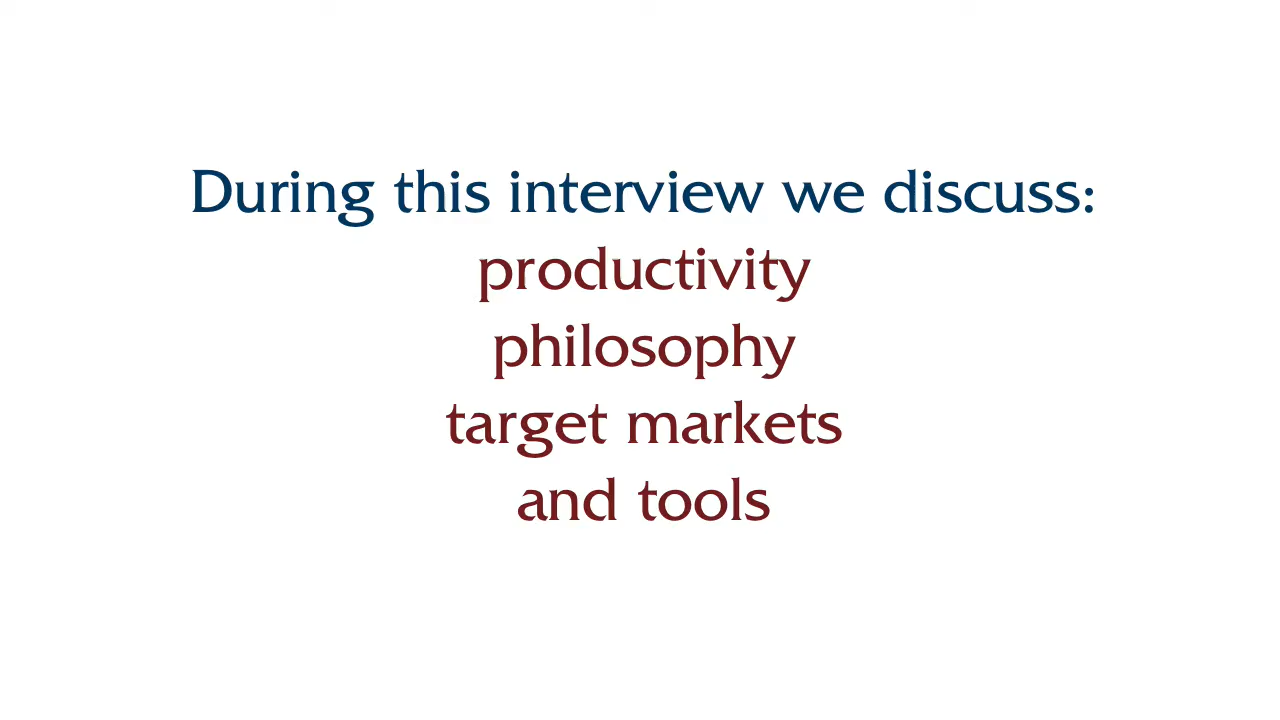 During this interview we discuss:
productivity
philosophy
target markets
and tools